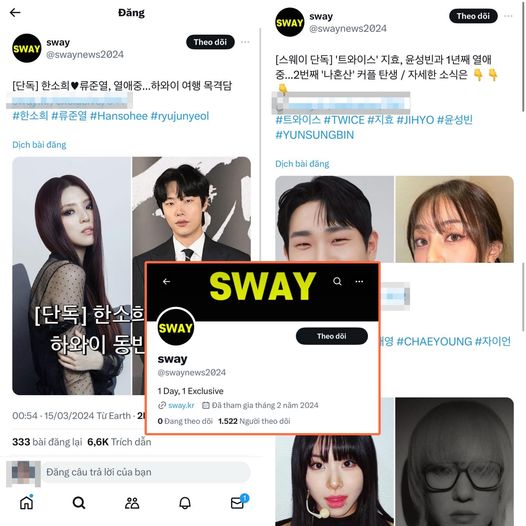 Đăng
SWAY
sway
@swaynews2024
Theo dõi
[단독] 한소희♥류준열, 열애중...하와이 여행 목격담
#한소희 #류준열 #Hansohee #ryujunyeol
Dịch bài đăng
[단독] 한소희
하와이 동반
00:54 · 15/03/2024 Từ Earth ·
333 bài đăng lại 6,6K Trích dẫn
Đăng câu trả lời của bạn
1
SWAY
sway
@swaynews2024
Theo dõi
[스웨이 단독] '트와이스' 지효, 윤성빈과 1년째 열애
중...2번째 '나혼산' 커플 탄생 / 자세한 소식은 👇👇
👇
#트와이스 #TWICE #지효 #JIHYO #윤성빈
#YUNSUNGBIN
Dịch bài đăng
#CHAEYOUNG #자이언
SWAY
SWAY
Theo dõi
sway
@swaynews2024
1 Day, 1 Exclusive
sway.kr Đã tham gia tháng 2 năm 2024
0 Đang theo dõi 1.522 Người theo dõi